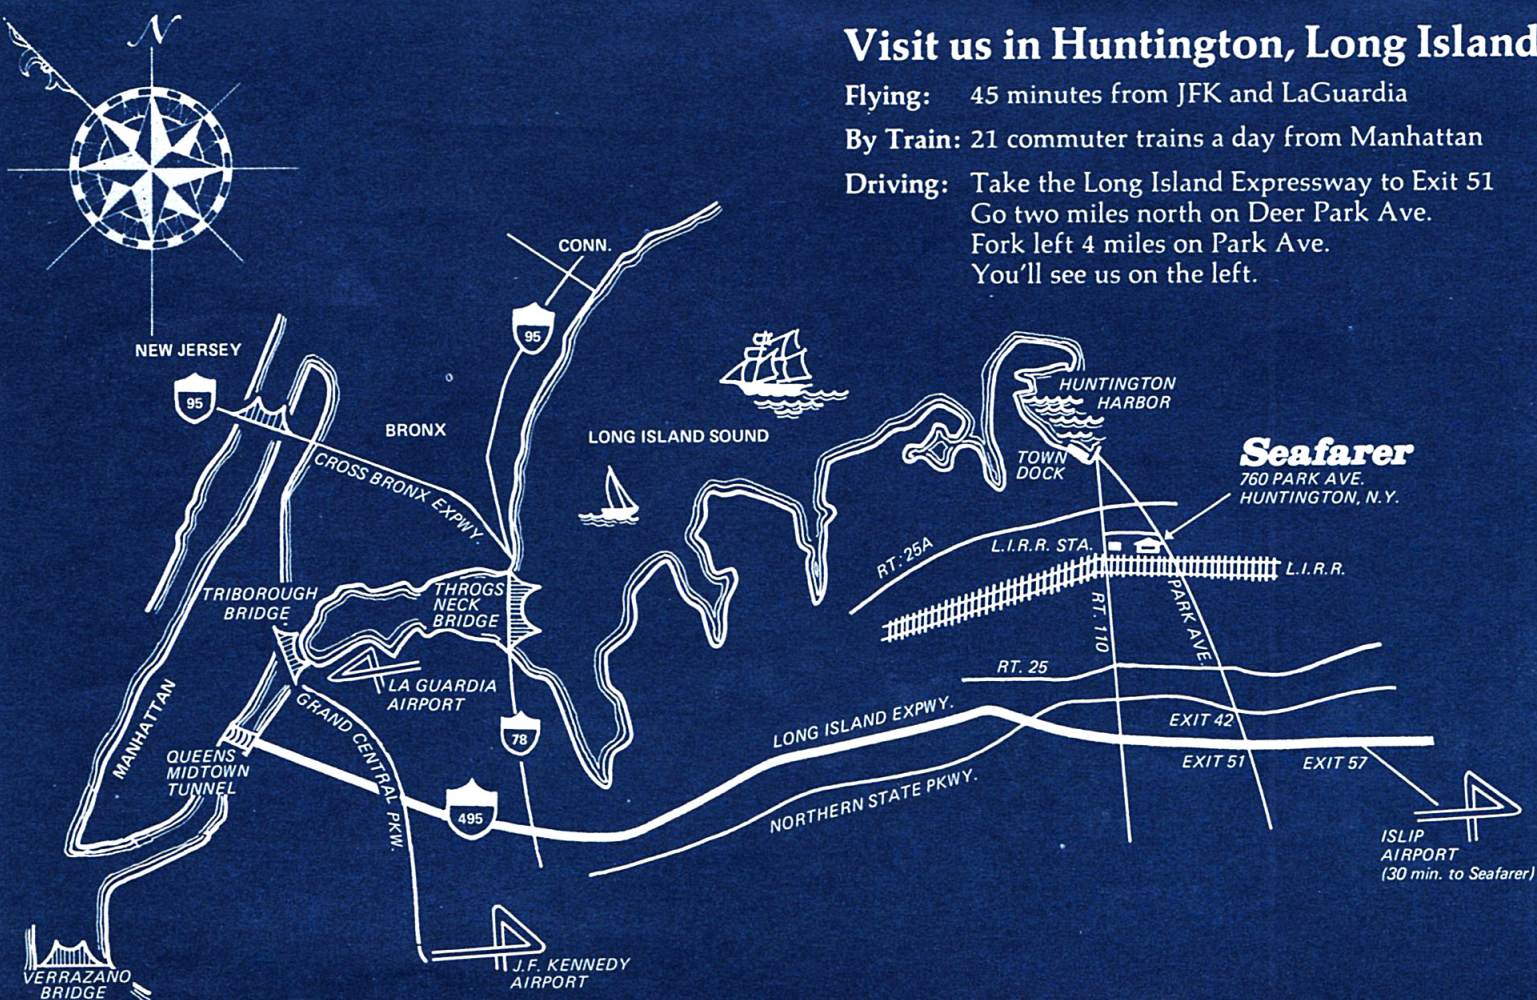 N
Visit us in Huntington, Long Island
Flying: 45 minutes from JFK and LaGuardia
By Train: 21 commuter trains a day from Manhattan
Driving: Take the Long Island Expressway to Exit 51
Go two miles north on Deer Park Ave.
Fork left 4 miles on Park Ave.
You'll see us on the left.
CONN.
95
NEW JERSEY
95
BRONX
CROSS BRONX EXPWY.
LONG ISLAND SOUND
HUNTINGTON
HARBOR
TOWN
DOCK
Seafarer
760 PARK AVE.
HUNTINGTON, N.Y.
RT. 25A
L.I.R.R. STA.
L.I.R.R.
RT. 110
PARK AVE.
TRIBOROUGH
BRIDGE
THROGS
NECK
BRIDGE
LA GUARDIA
AIRPORT
MANHATTAN
GRAND CENTRAL PKW.
QUEENS
MIDTOWN
TUNNEL
78
495
RT. 25
LONG ISLAND EXPWY.
NORTHERN STATE PKWY.
EXIT 42
EXIT 51
EXIT 57
ISLIP
AIRPORT
(30 min. to Seafarer)
J.F. KENNEDY
AIRPORT
VERRAZANO
BRIDGE